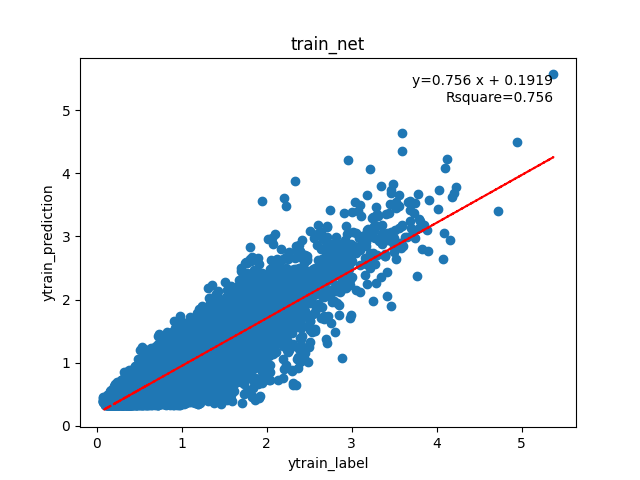 train_net
y=0.756 x + 0.1919
Rsquare=0.756
ytrain_prediction
5
4
3
2
1
0
0 1 2 3 4 5
ytrain_label